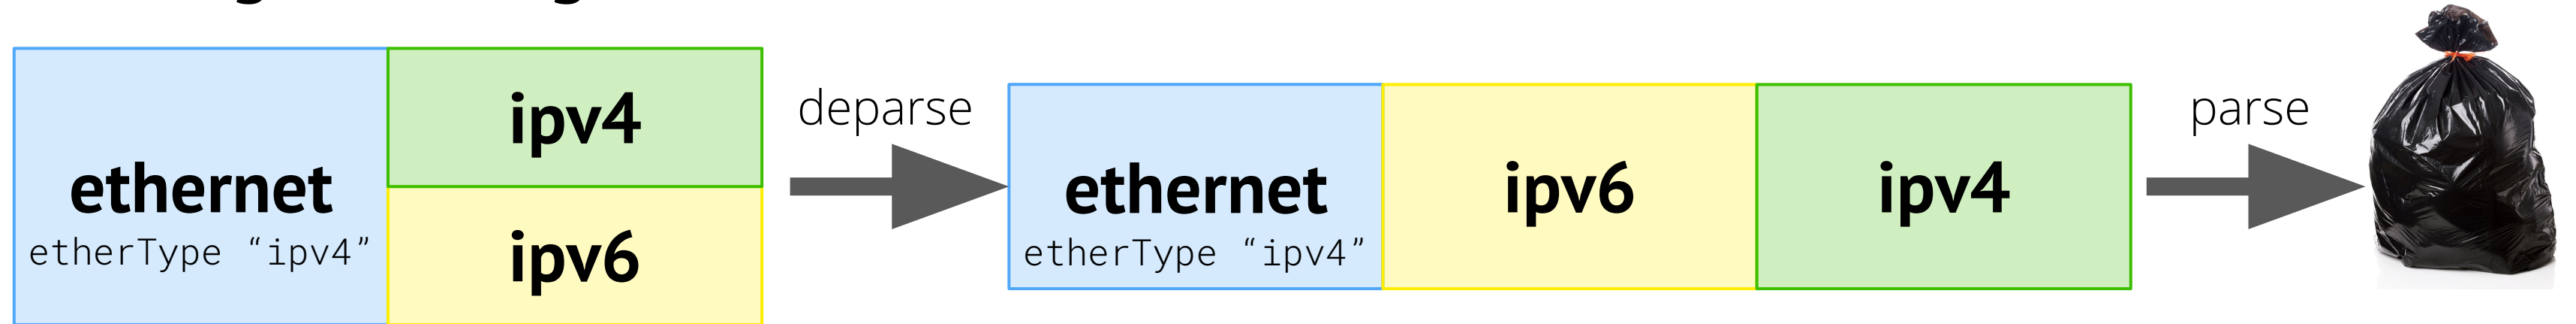 ethernet
etherType “ipv4”
ipv4
ipv6
deparse
ethernet
etherType “ipv4”
ipv6
ipv4
parse